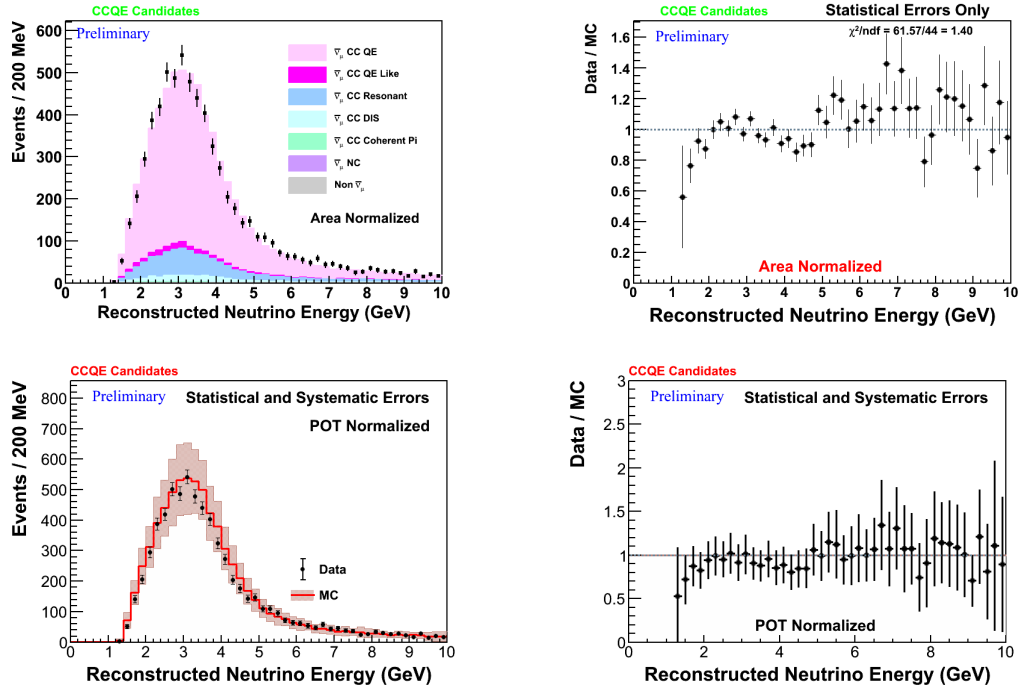 CCQE Candidates
Preliminary
Events / 200 MeV
600
500
400
300
200
100
0
ν̅μ CC QE
ν̅μ CC QE Like
ν̅μ CC Resonant
ν̅μ CC DIS
ν̅μ CC Coherent Pi
ν̅μ NC
Non ν̅μ
Area Normalized
0 1 2 3 4 5 6 7 8 9 10
Reconstructed Neutrino Energy (GeV)
CCQE Candidates
Statistical Errors Only
χ²/ndf = 61.57/44 = 1.40
Preliminary
Data / MC
1.6
1.4
1.2
1
0.8
0.6
0.4
0.2
0
Area Normalized
0 1 2 3 4 5 6 7 8 9 10
Reconstructed Neutrino Energy (GeV)
CCQE Candidates
Preliminary
Statistical and Systematic Errors
POT Normalized
Events / 200 MeV
800
700
600
500
400
300
200
100
0
Data
MC
0 1 2 3 4 5 6 7 8 9 10
Reconstructed Neutrino Energy (GeV)
CCQE Candidates
Preliminary
Statistical and Systematic Errors
Data / MC
3
2
1.5
1
0.5
0
POT Normalized
0 2 4 6 8 10
Reconstructed Neutrino Energy (GeV)